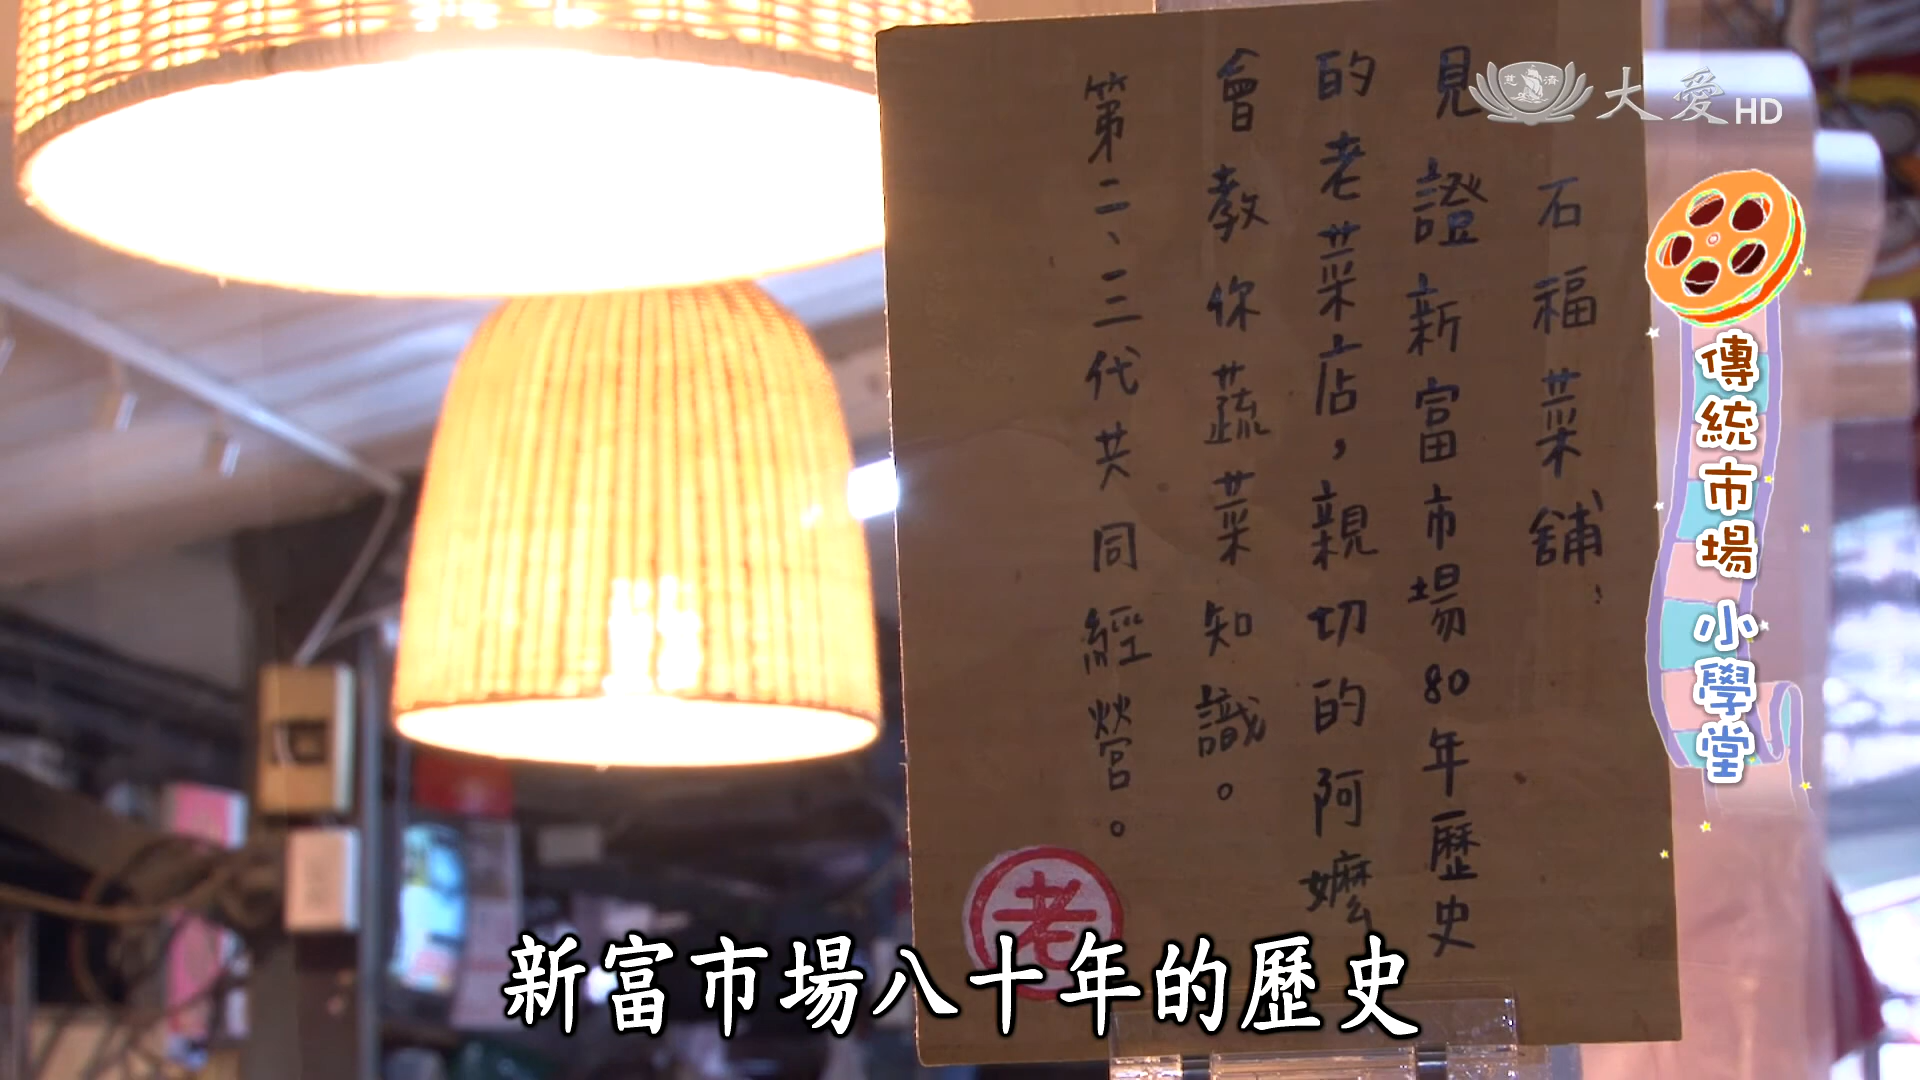 石福菜舖:
見證新富市場80年歷史
的老菜店,親切的阿嬤
會教你蔬菜知識。
第二、三代共同經營。
老
慈濟
大愛HD
傳統市場 小學堂
新富市場八十年的歷史